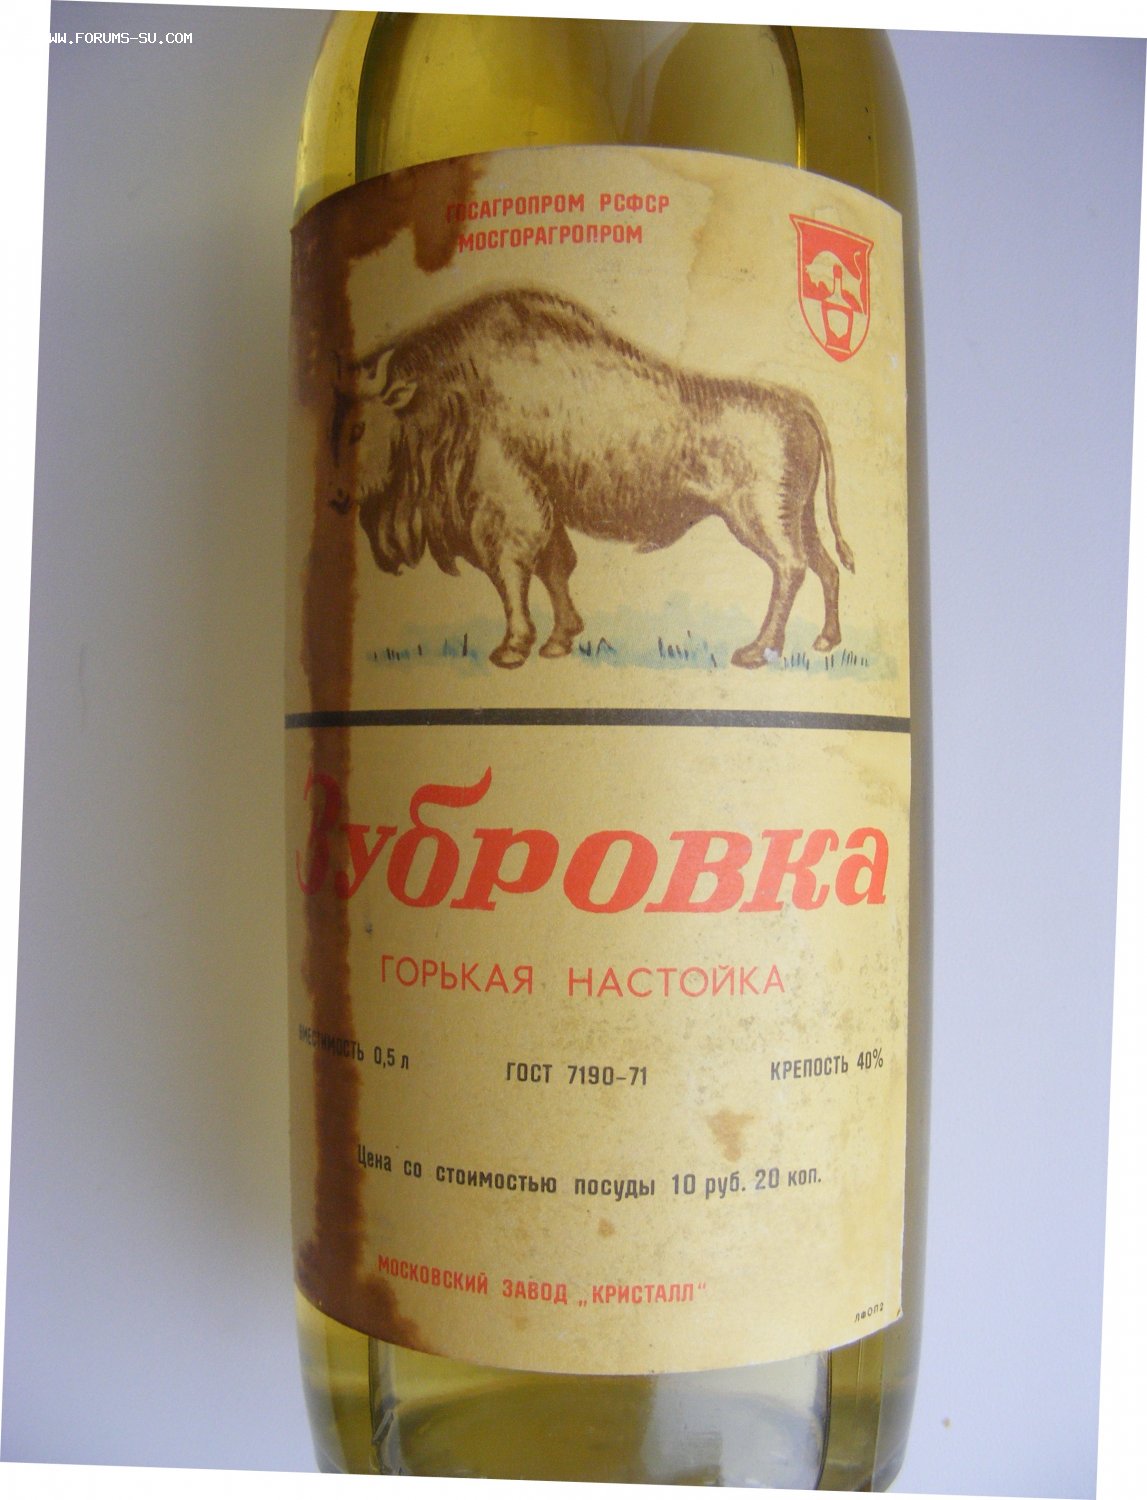 WW.FORUMS-SU.COM
ГОСАГРОПРОМ РСФСР
МОСГОРАГРОПРОМ
Зубровка
ГОРЬКАЯ НАСТОЙКА
ВМЕСТИМОСТЬ 0,5 л ГОСТ 7190-71 КРЕПОСТЬ 40%
Цена со стоимостью посуды 10 руб. 20 коп.
МОСКОВСКИЙ ЗАВОД „КРИСТАЛЛ"
ЛФОП2